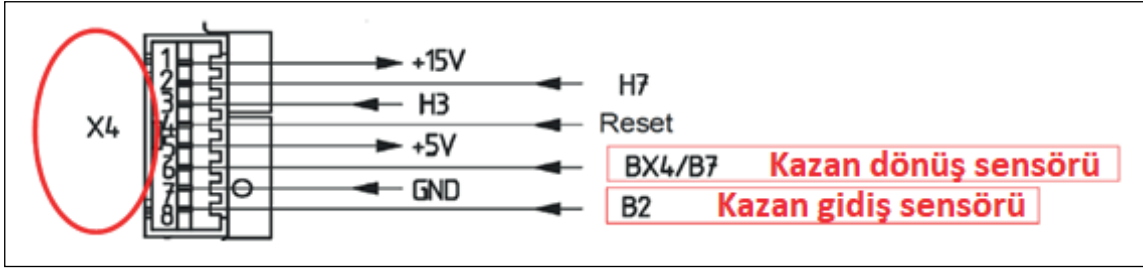 1 +15V
2 H7
3 H3
X4 4 Reset
5 +5V
6 BX4/B7 Kazan dönüş sensörü
7 GND
8 B2 Kazan gidiş sensörü